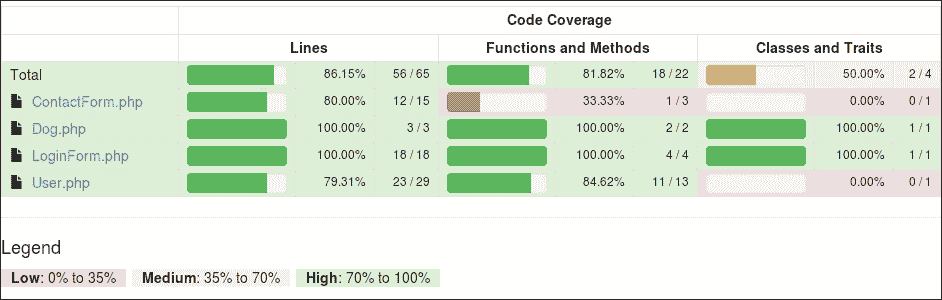 Code Coverage
Lines Functions and Methods Classes and Traits
Total 86.15% 56 / 65 81.82% 18 / 22 50.00% 2 / 4
ContactForm.php 80.00% 12 / 15 33.33% 1 / 3 0.00% 0 / 1
Dog.php 100.00% 3 / 3 100.00% 2 / 2 100.00% 1 / 1
LoginForm.php 100.00% 18 / 18 100.00% 4 / 4 100.00% 1 / 1
User.php 79.31% 23 / 29 84.62% 11 / 13 0.00% 0 / 1
Legend
Low: 0% to 35% Medium: 35% to 70% High: 70% to 100%